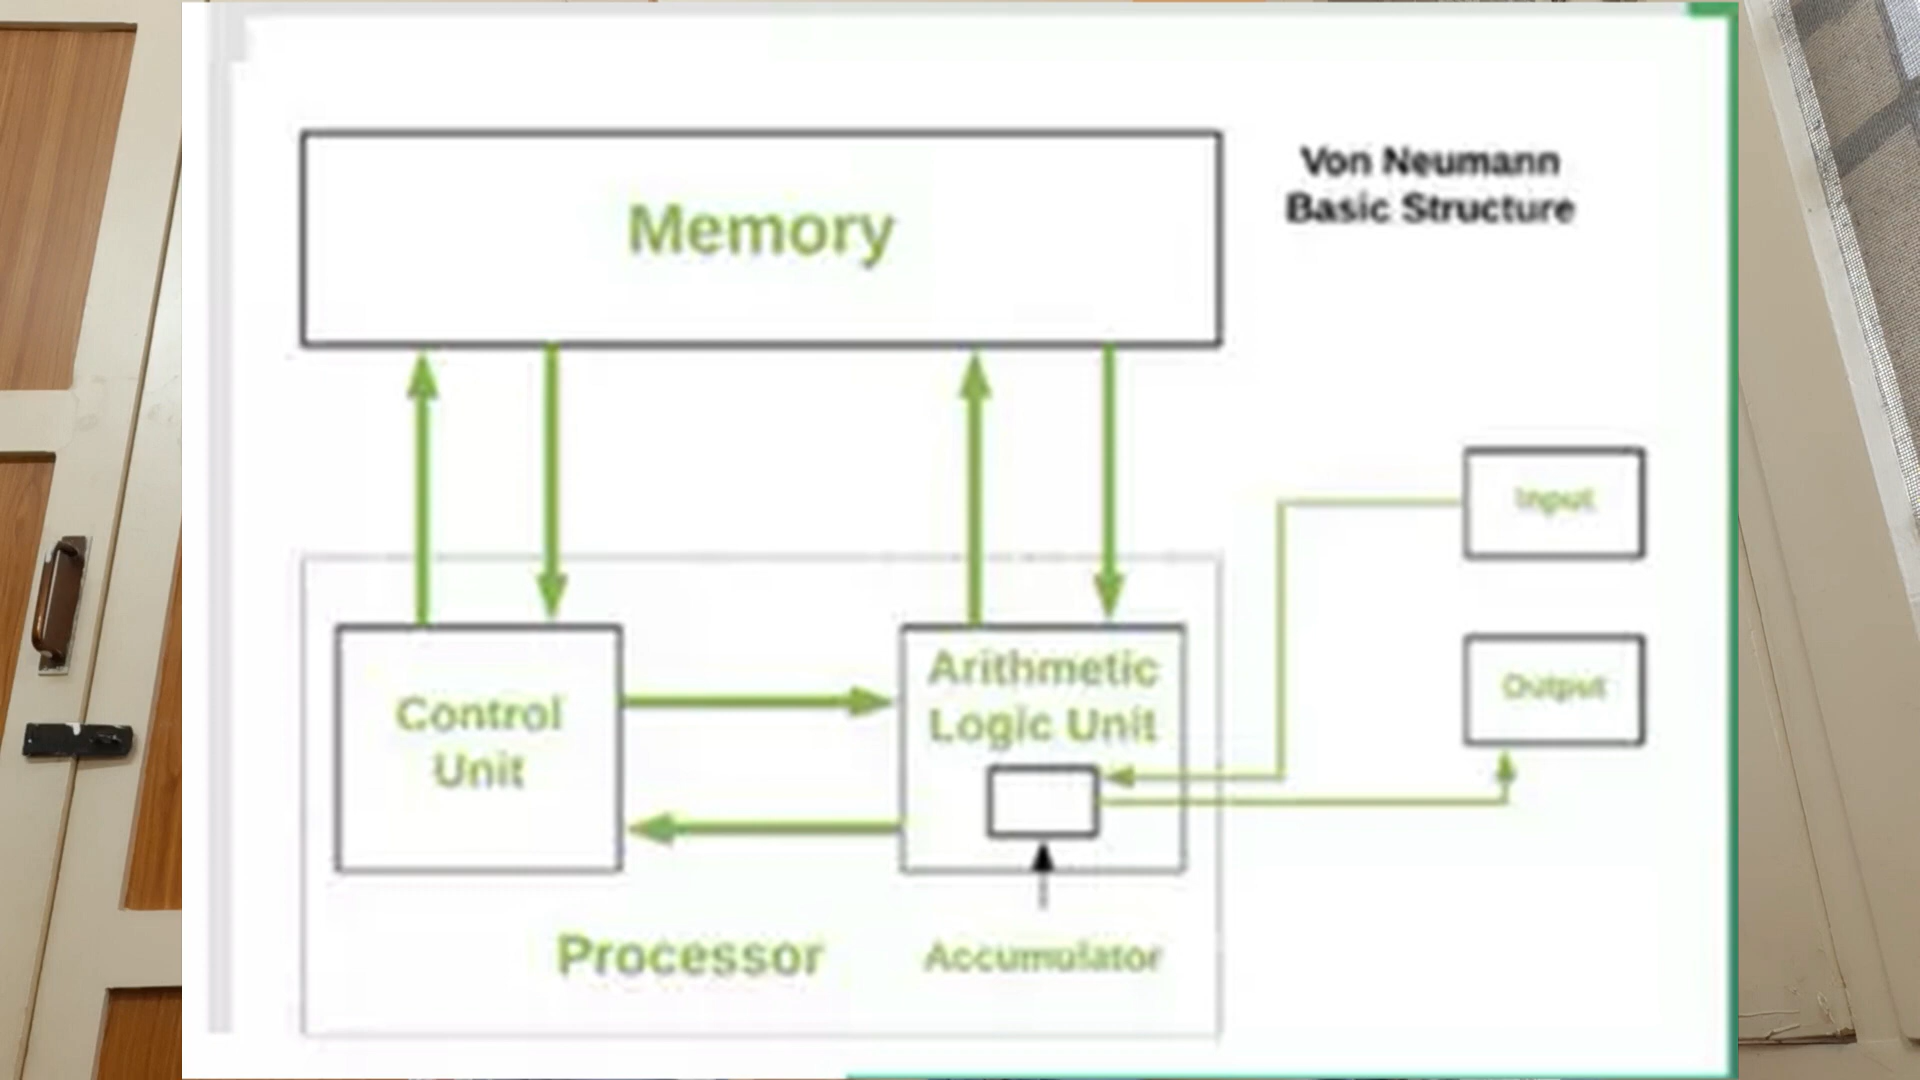 Von Neumann
Basic Structure
Memory
Input
Output
Control
Unit
Arithmetic
Logic Unit
Processor
Accumulator